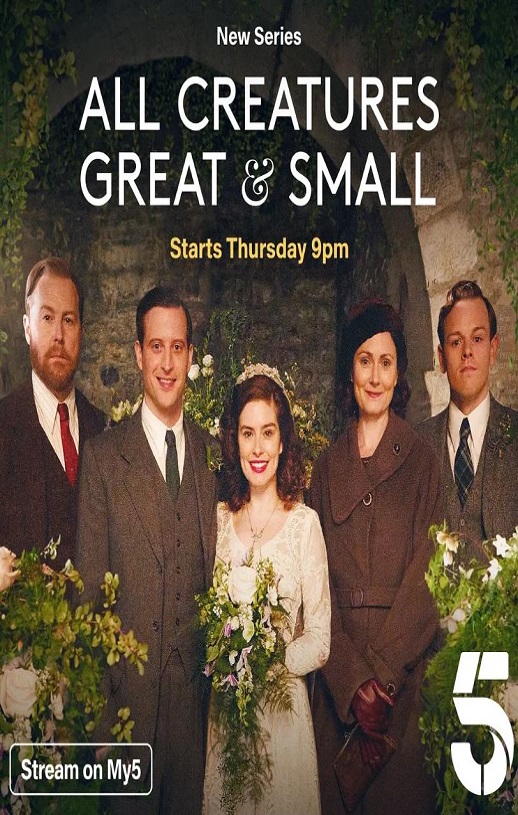 New Series
ALL CREATURES
GREAT & SMALL
Starts Thursday 9pm
5
Stream on My5